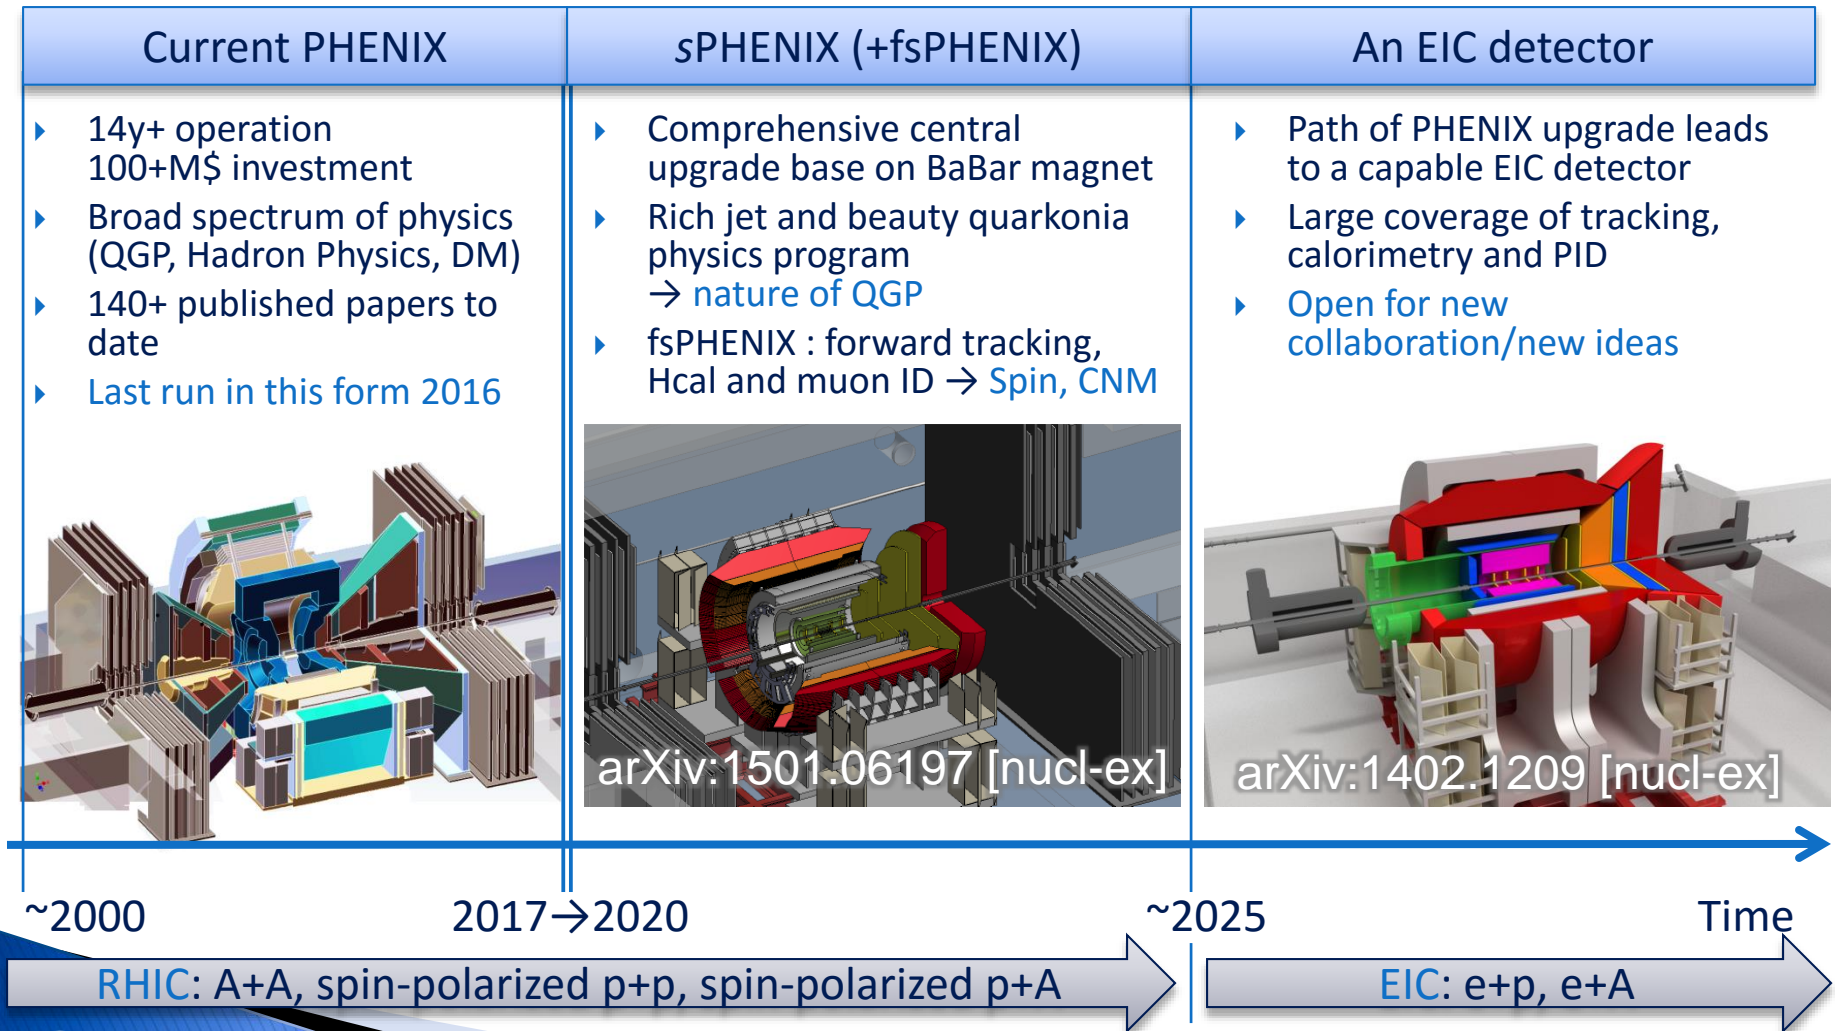 Current PHENIX
sPHENIX (+fsPHENIX)
An EIC detector
14y+ operation
100+M$ investment
Broad spectrum of physics
(QGP, Hadron Physics, DM)
140+ published papers to
date
Last run in this form 2016
Comprehensive central
upgrade base on BaBar magnet
Rich jet and beauty quarkonia
physics program
→ nature of QGP
fsPHENIX : forward tracking,
Hcal and muon ID → Spin, CNM
Path of PHENIX upgrade leads
to a capable EIC detector
Large coverage of tracking,
calorimetry and PID
Open for new
collaboration/new ideas
arXiv:1501.06197 [nucl-ex]
arXiv:1402.1209 [nucl-ex]
~2000
2017→2020
~2025
Time
RHIC: A+A, spin-polarized p+p, spin-polarized p+A
EIC: e+p, e+A